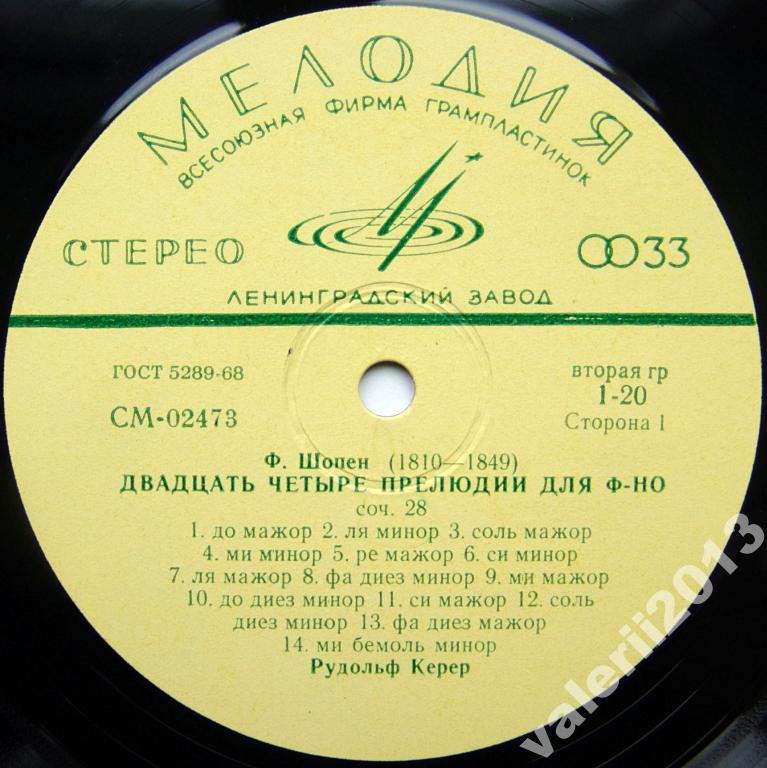 МЕЛОДИЯ
ВСЕСОЮЗНАЯ ФИРМА ГРАМПЛАСТИНОК
СТЕРЕО
33
ЛЕНИНГРАДСКИЙ ЗАВОД
ГОСТ 5289-68
вторая гр
1-20
СМ-02473
Сторона 1
Ф. Шопен (1810—1849)
ДВАДЦАТЬ ЧЕТЫРЕ ПРЕЛЮДИИ ДЛЯ Ф-НО
соч. 28
1. до мажор 2. ля минор 3. соль мажор
4. ми минор 5. ре мажор 6. си минор
7. ля мажор 8. фа диез минор 9. ми мажор
10. до диез минор 11. си мажор 12. соль
диез минор 13. фа диез мажор
14. ми бемоль минор
Рудольф Керер
valerii2013